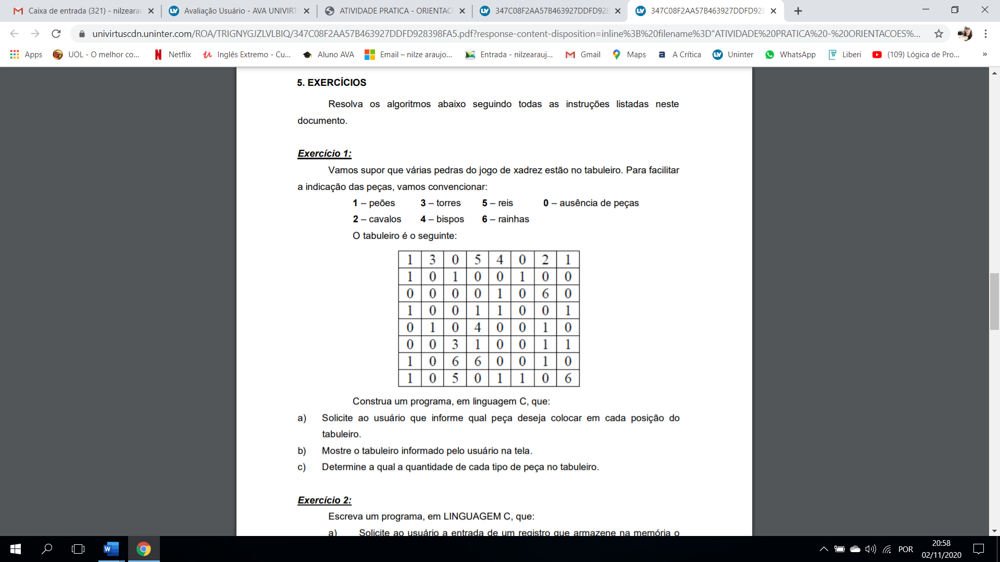 Caixa de entrada (321) - nilzearau
Avaliação Usuário - AVA UNIVIRT
ATIVIDADE PRATICA - ORIENTAC
347C08F2AA57B463927DDFD928
347C08F2AA57B463927DDFD928
univirtuscdn.uninter.com/ROA/TRIGNYGJZLVLBIQ/347C08F2AA57B463927DDFD928398FA5.pdf?response-content-disposition=inline%3B%20filename%3D"ATIVIDADE%20PRATICA%20-%20ORIENTACOES%...
Apps
UOL - O melhor co...
Netflix
Inglês Extremo - Cu...
Aluno AVA
Email – nilze araujo...
Entrada - nilzearauj...
Gmail
Maps
A Crítica
Uninter
WhatsApp
Liberi
(109) Lógica de Pro...
»
5. EXERCÍCIOS
Resolva os algoritmos abaixo seguindo todas as instruções listadas neste
documento.
Exercício 1:
Vamos supor que várias pedras do jogo de xadrez estão no tabuleiro. Para facilitar
a indicação das peças, vamos convencionar:
1 – peões 3 – torres 5 – reis 0 – ausência de peças
2 – cavalos 4 – bispos 6 – rainhas
O tabuleiro é o seguinte:
1 3 0 5 4 0 2 1
1 0 1 0 0 1 0 0
0 0 0 0 1 0 6 0
1 0 0 1 1 0 0 1
0 1 0 4 0 0 1 0
0 0 3 1 0 0 1 1
1 0 6 6 0 0 1 0
1 0 5 0 1 1 0 6
Construa um programa, em linguagem C, que:
a) Solicite ao usuário que informe qual peça deseja colocar em cada posição do
tabuleiro.
b) Mostre o tabuleiro informado pelo usuário na tela.
c) Determine a qual a quantidade de cada tipo de peça no tabuleiro.
Exercício 2:
Escreva um programa, em LINGUAGEM C, que:
a) Solicite ao usuário a entrada de um registro que armazene na memória o
POR
20:58
02/11/2020